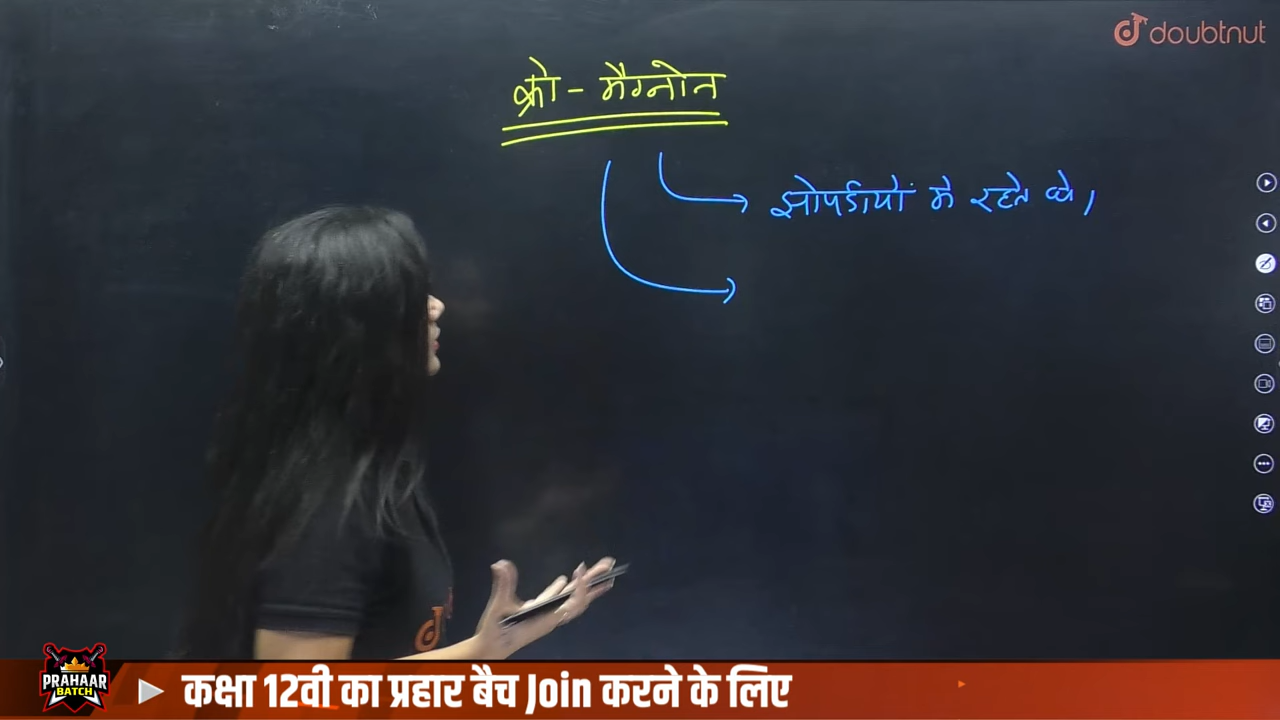 doubtnut
क्रो - मैग्नोन
झोपडीयों मे रहते थे।
PRAHAAR
BATCH
कक्षा 12वी का प्रहार बैच Join करने के लिए